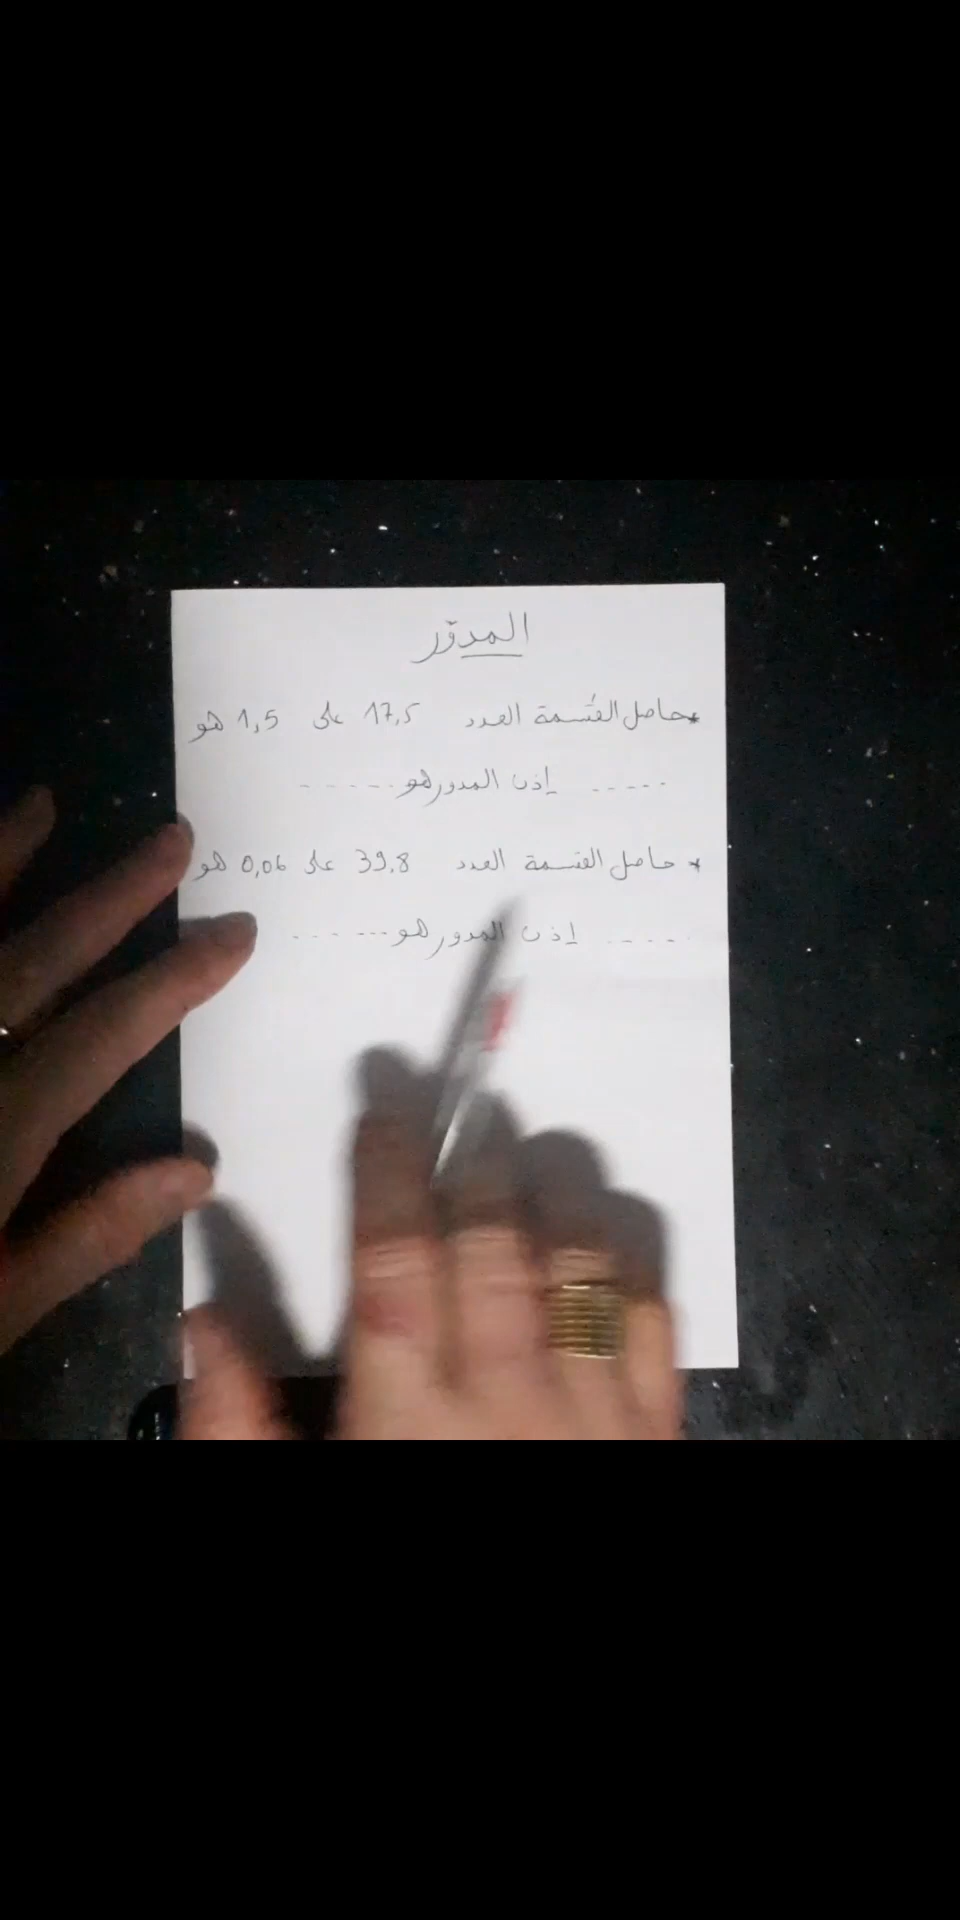 المدوّر
*حاصل القسمة العدد 17,5 على 1,5 هو
..... إذن المدور هو ......
* حاصل القسمة العدد 39,8 على 0,06 هو
..... إذن المدور هو ......